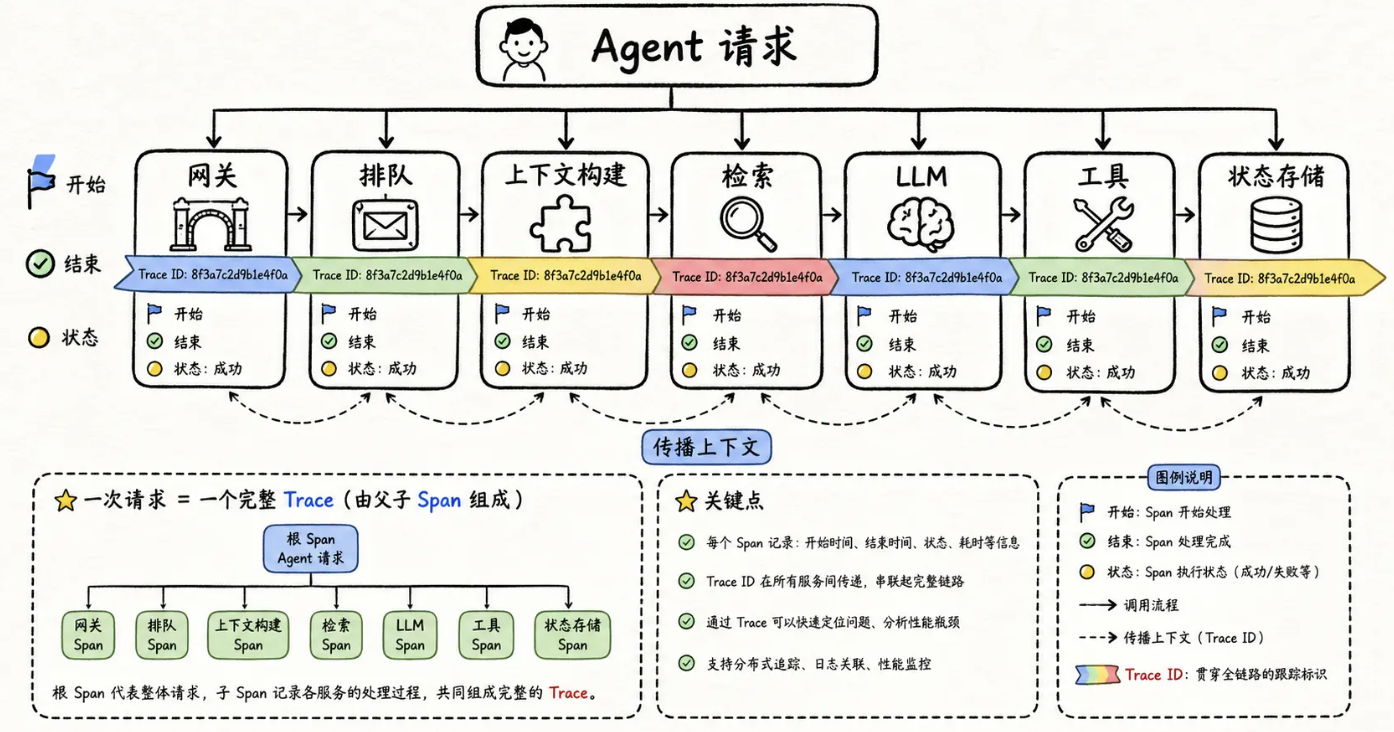 Agent 请求
开始
结束
状态
网关
Trace ID: 8f3a7c2d9b1e4f0a
开始
结束
状态：成功
排队
Trace ID: 8f3a7c2d9b1e4f0a
开始
结束
状态：成功
上下文构建
Trace ID: 8f3a7c2d9b1e4f0a
开始
结束
状态：成功
检索
Trace ID: 8f3a7c2d9b1e4f0a
开始
结束
状态：成功
LLM
Trace ID: 8f3a7c2d9b1e4f0a
开始
结束
状态：成功
工具
Trace ID: 8f3a7c2d9b1e4f0a
开始
结束
状态：成功
状态存储
Trace ID: 8f3a7c2d9b1e4f0a
开始
结束
状态：成功
传播上下文
一次请求 = 一个完整 Trace（由父子 Span 组成）
根 Span
Agent 请求
网关
Span
排队
Span
上下文构建
Span
检索
Span
LLM
Span
工具
Span
状态存储
Span
根 Span 代表整体请求，子 Span 记录各服务的处理过程，共同组成完整的 Trace。
关键点
每个 Span 记录：开始时间、结束时间、状态、耗时等信息
Trace ID 在所有服务间传递，串联起完整链路
通过 Trace 可以快速定位问题、分析性能瓶颈
支持分布式追踪、日志关联、性能监控
图例说明
开始：Span 开始处理
结束：Span 处理完成
状态：Span 执行状态（成功/失败等）
调用流程
传播上下文（Trace ID）
Trace ID：贯穿全链路的跟踪标识